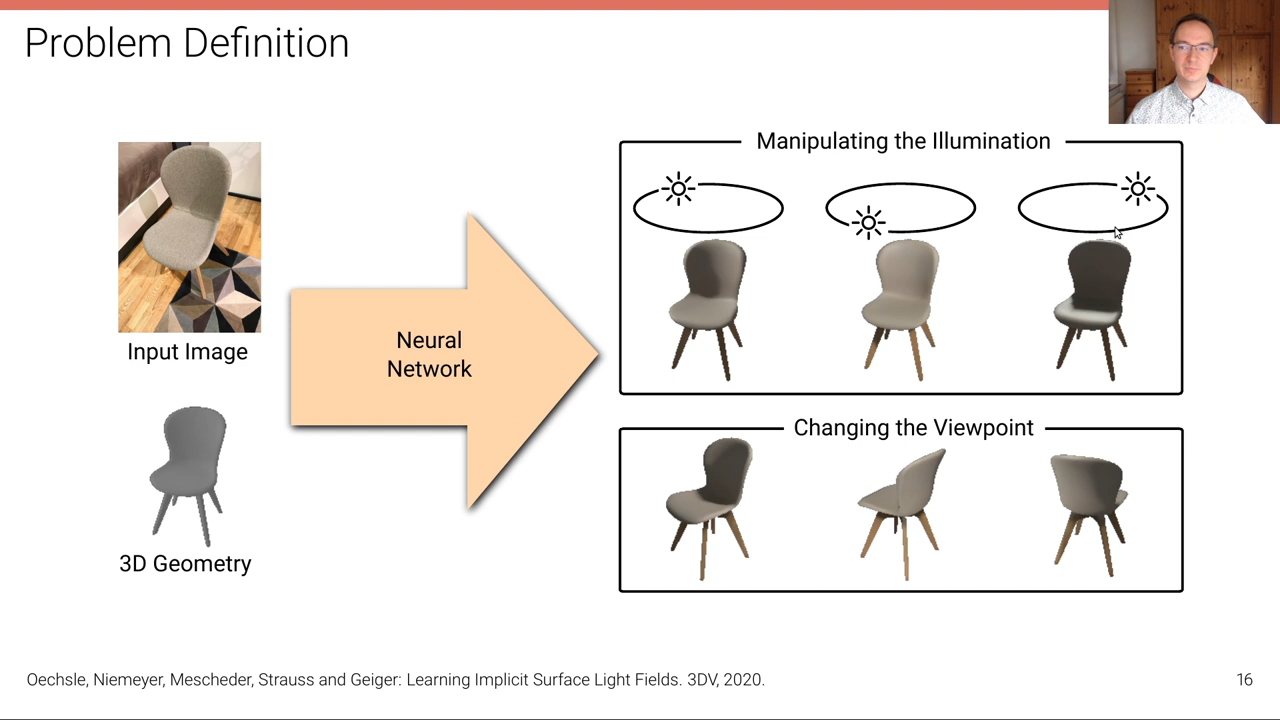 Problem Definition
Input Image
3D Geometry
Neural
Network
Manipulating the Illumination
Changing the Viewpoint
Oechsle, Niemeyer, Mescheder, Strauss and Geiger: Learning Implicit Surface Light Fields. 3DV, 2020.
16